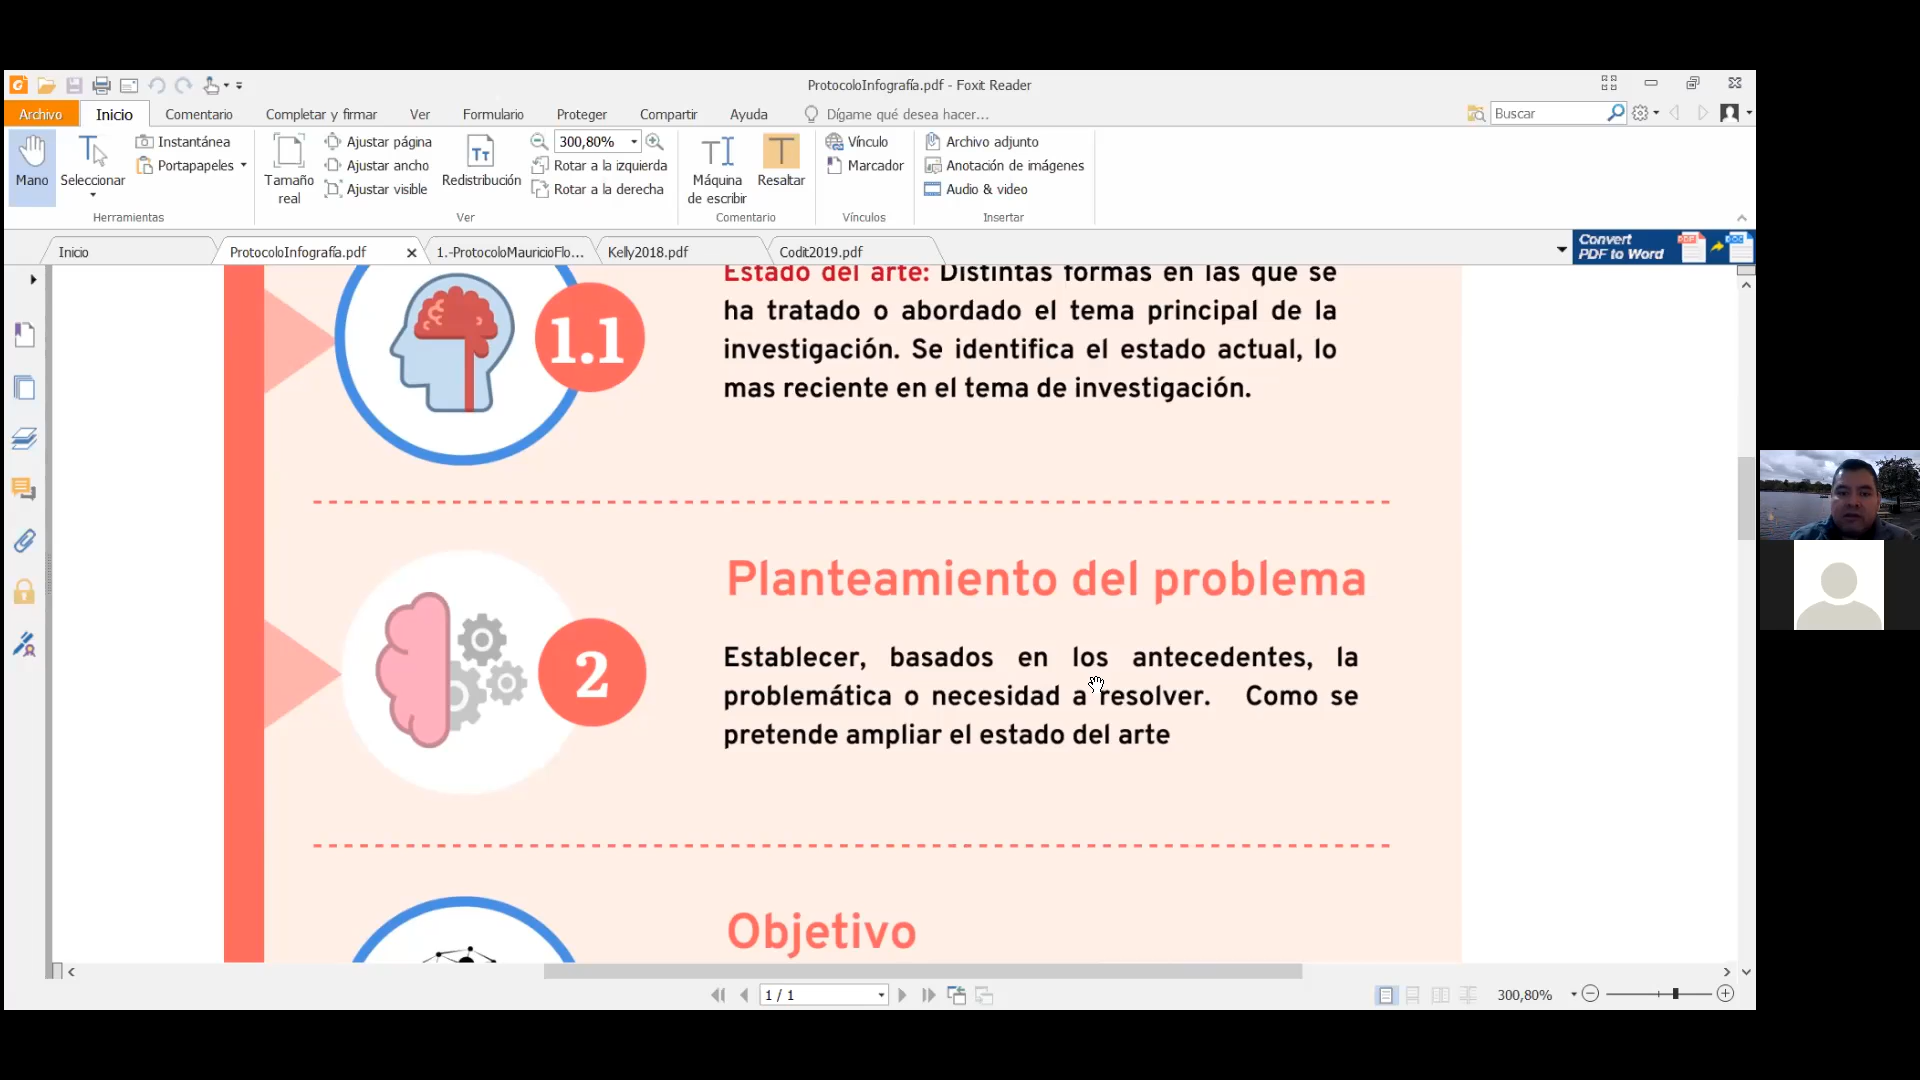 ProtocoloInfografía.pdf - Foxit Reader
Archivo
Inicio
Comentario
Completar y firmar
Ver
Formulario
Proteger
Compartir
Ayuda
Dígame qué desea hacer...
Buscar
Mano
Seleccionar
Instantánea
Portapapeles
Herramientas
Tamaño
real
Ajustar página
Ajustar ancho
Ajustar visible
Redistribución
300,80%
Rotar a la izquierda
Rotar a la derecha
Ver
Máquina
de escribir
Resaltar
Comentario
Vínculo
Marcador
Vínculos
Archivo adjunto
Anotación de imágenes
Audio & video
Insertar
Inicio
ProtocoloInfografía.pdf
1.-ProtocoloMauricioFlo...
Kelly2018.pdf
Codit2019.pdf
Convert
PDF to Word
1.1
Estado del arte: Distintas formas en las que se
ha tratado o abordado el tema principal de la
investigación. Se identifica el estado actual, lo
mas reciente en el tema de investigación.
2
Planteamiento del problema
Establecer, basados en los antecedentes, la
problemática o necesidad a resolver. Como se
pretende ampliar el estado del arte
Objetivo
1 / 1
300,80%